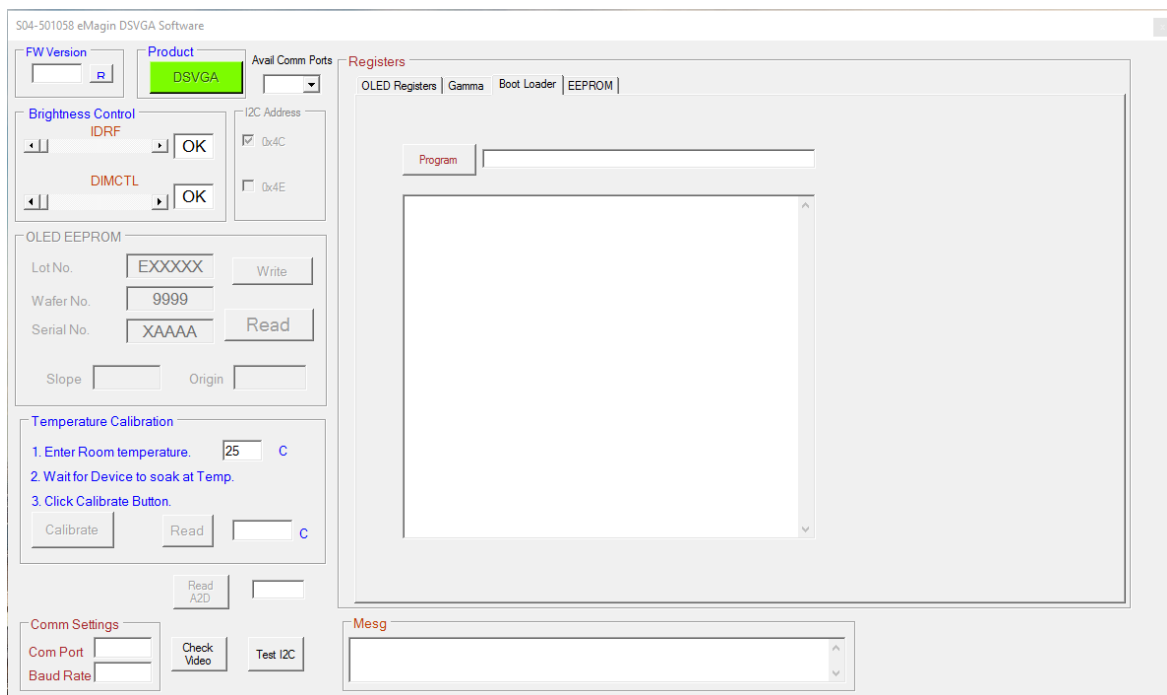 S04-501058 eMagin DSVGA Software
FW Version
R
Product
DSVGA
Avail Comm Ports
Brightness Control
IDRF
OK
DIMCTL
OK
I2C Address
0x4C
0x4E
OLED EEPROM
Lot No.
EXXXXX
Write
Wafer No.
9999
Serial No.
XAAAA
Read
Slope
Origin
Temperature Calibration
1. Enter Room temperature.
25
C
2. Wait for Device to soak at Temp.
3. Click Calibrate Button.
Calibrate
Read
C
Read
A2D
Comm Settings
Com Port
Baud Rate
Check
Video
Test I2C
Registers
OLED Registers
Gamma
Boot Loader
EEPROM
Program
Mesg